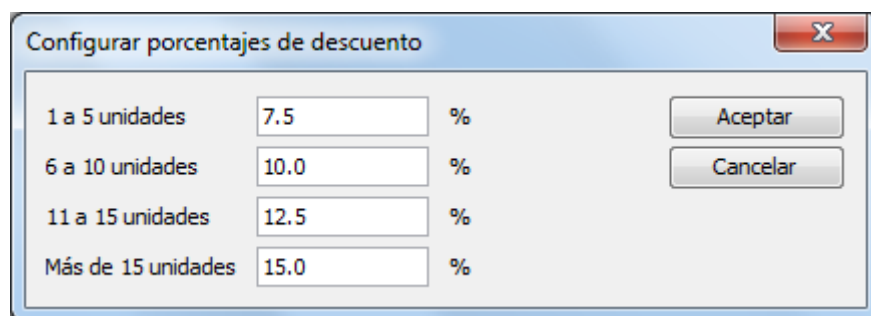 Configurar porcentajes de descuento
1 a 5 unidades 7.5 % Aceptar
6 a 10 unidades 10.0 % Cancelar
11 a 15 unidades 12.5 %
Más de 15 unidades 15.0 %